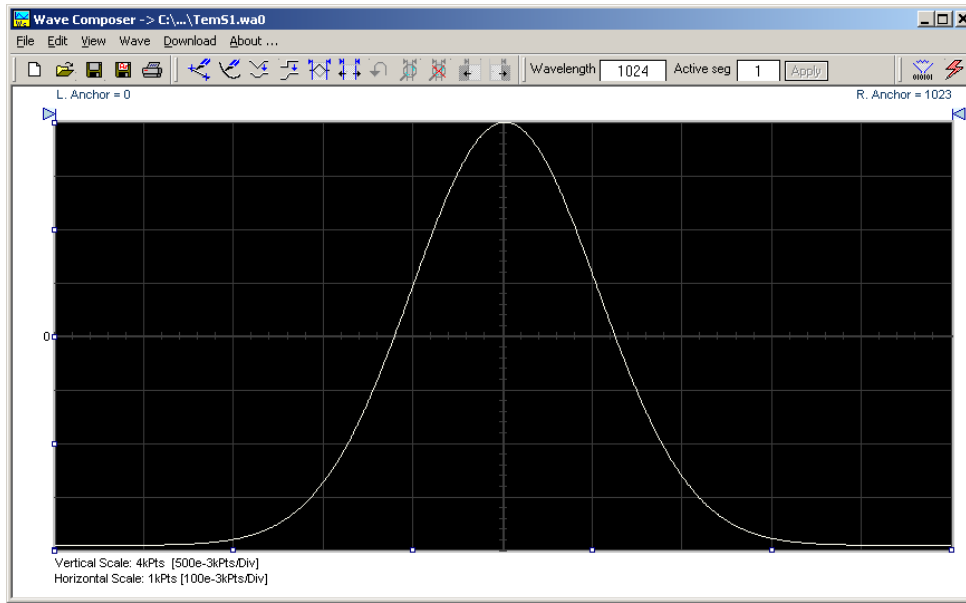 Wave Composer -> C:\...\TemS1.wa0
File Edit View Wave Download About ...
Wavelength 1024 Active seg 1 Apply
L. Anchor = 0 R. Anchor = 1023
0
Vertical Scale: 4kPts [500e-3kPts/Div]
Horizontal Scale: 1kPts [100e-3kPts/Div]